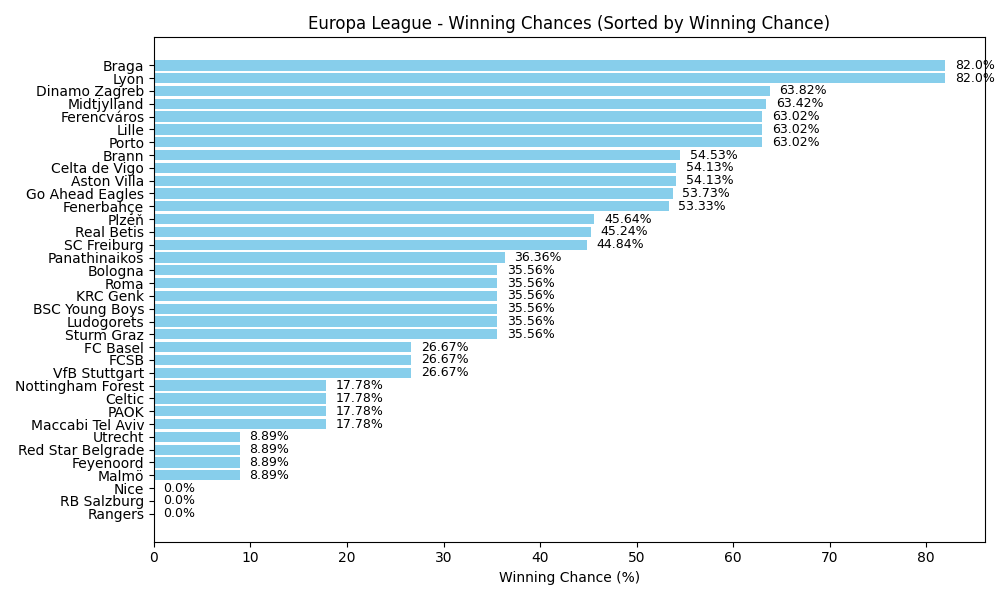 Europa League - Winning Chances (Sorted by Winning Chance)
Braga 82.0%
Lyon 82.0%
Dinamo Zagreb 63.82%
Midtjylland 63.42%
Ferencváros 63.02%
Lille 63.02%
Porto 63.02%
Brann 54.53%
Celta de Vigo 54.13%
Aston Villa 54.13%
Go Ahead Eagles 53.73%
Fenerbahçe 53.33%
Plzeň 45.64%
Real Betis 45.24%
SC Freiburg 44.84%
Panathinaikos 36.36%
Bologna 35.56%
Roma 35.56%
KRC Genk 35.56%
BSC Young Boys 35.56%
Ludogorets 35.56%
Sturm Graz 35.56%
FC Basel 26.67%
FCSB 26.67%
VfB Stuttgart 26.67%
Nottingham Forest 17.78%
Celtic 17.78%
PAOK 17.78%
Maccabi Tel Aviv 17.78%
Utrecht 8.89%
Red Star Belgrade 8.89%
Feyenoord 8.89%
Malmö 8.89%
Nice 0.0%
RB Salzburg 0.0%
Rangers 0.0%
0 10 20 30 40 50 60 70 80
Winning Chance (%)